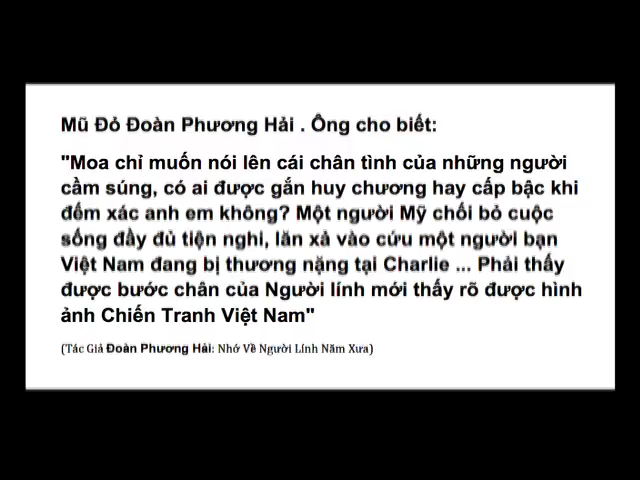 Mũ Đỏ Đoàn Phương Hải . Ông cho biết:
"Moa chỉ muốn nói lên cái chân tình của những người
cầm súng, có ai được gắn huy chương hay cấp bậc khi
đếm xác anh em không? Một người Mỹ chối bỏ cuộc
sống đầy đủ tiện nghi, lăn xả vào cứu một người bạn
Việt Nam đang bị thương nặng tại Charlie ... Phải thấy
được bước chân của Người lính mới thấy rõ được hình
ảnh Chiến Tranh Việt Nam"
(Tác Giả Đoàn Phương Hải: Nhớ Về Người Lính Năm Xưa)